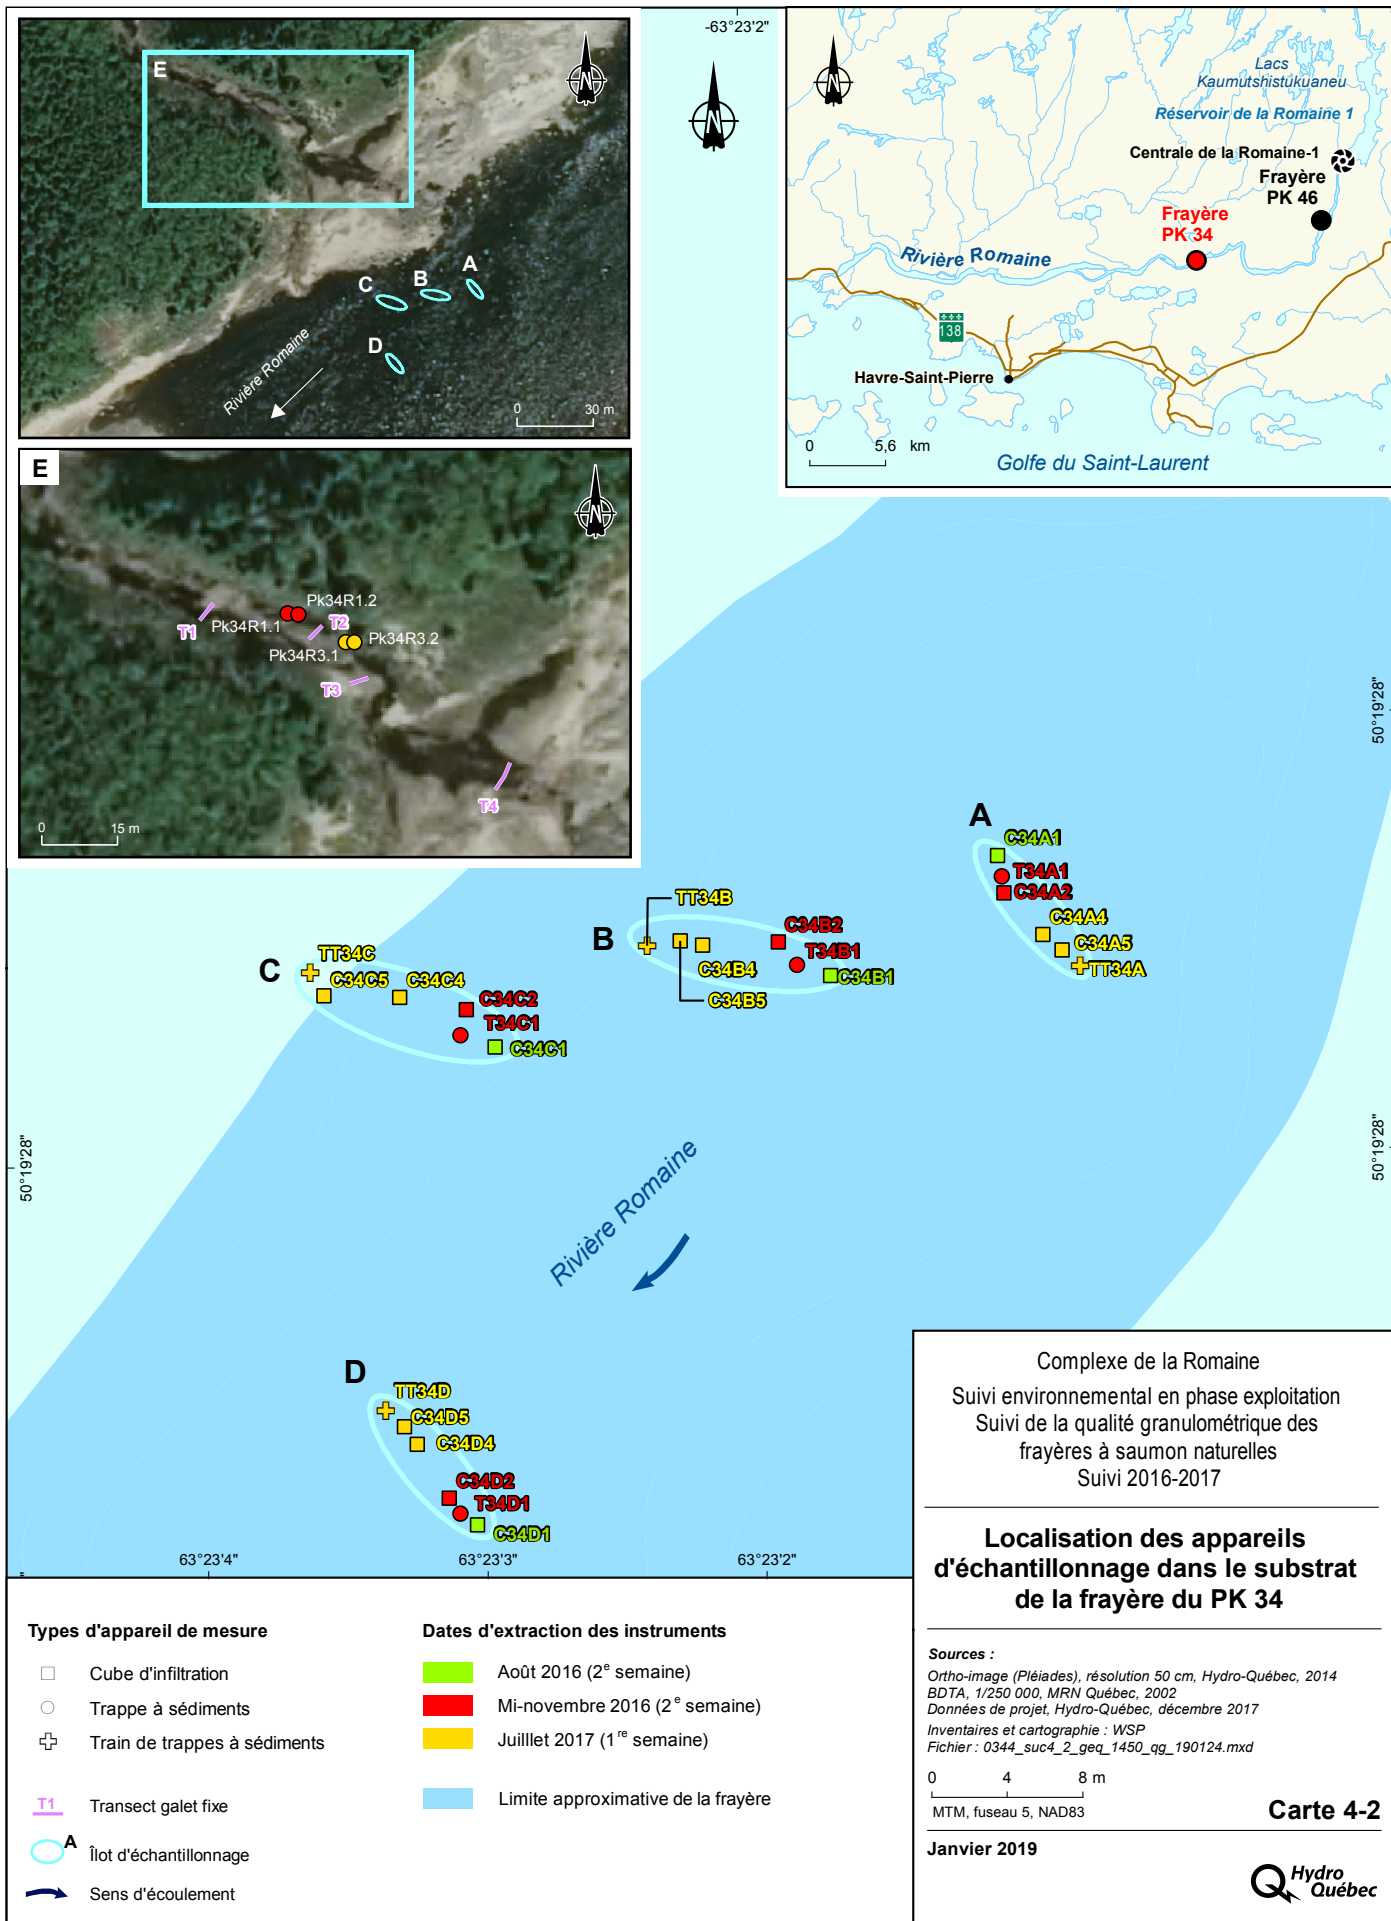 -63°23'2"
E
A
B
C
D
Rivière Romaine
0 30 m
Lacs
Kaumutshistukuaneu
Réservoir de la Romaine 1
Centrale de la Romaine-1
Frayère
PK 46
Frayère
PK 34
Rivière Romaine
138
Havre-Saint-Pierre
0 5,6 km
Golfe du Saint-Laurent
E
Pk34R1.2
Pk34R1.1
T1
T2
Pk34R3.2
Pk34R3.1
T3
T4
0 15 m
50°19'28"
A
C34A1
T34A1
C34A2
C34A4
C34A5
TT34A
B
TT34B
C34B2
T34B1
C34B4
C34B1
C34B5
C
TT34C
C34C5
C34C4
C34C2
T34C1
C34C1
50°19'28"
50°19'28"
Rivière Romaine
D
TT34D
C34D5
C34D4
C34D2
T34D1
C34D1
63°23'4"
63°23'3"
63°23'2"
Types d'appareil de mesure
Cube d'infiltration
Trappe à sédiments
Train de trappes à sédiments
T1 Transect galet fixe
A Îlot d'échantillonnage
Sens d'écoulement
Dates d'extraction des instruments
Août 2016 (2e semaine)
Mi-novembre 2016 (2e semaine)
Juilllet 2017 (1re semaine)
Limite approximative de la frayère
Complexe de la Romaine
Suivi environnemental en phase exploitation
Suivi de la qualité granulométrique des
frayères à saumon naturelles
Suivi 2016-2017
Localisation des appareils
d'échantillonnage dans le substrat
de la frayère du PK 34
Sources :
Ortho-image (Pléiades), résolution 50 cm, Hydro-Québec, 2014
BDTA, 1/250 000, MRN Québec, 2002
Données de projet, Hydro-Québec, décembre 2017
Inventaires et cartographie : WSP
Fichier : 0344_suc4_2_geq_1450_qg_190124.mxd
0 4 8 m
MTM, fuseau 5, NAD83
Carte 4-2
Janvier 2019
Hydro
Québec